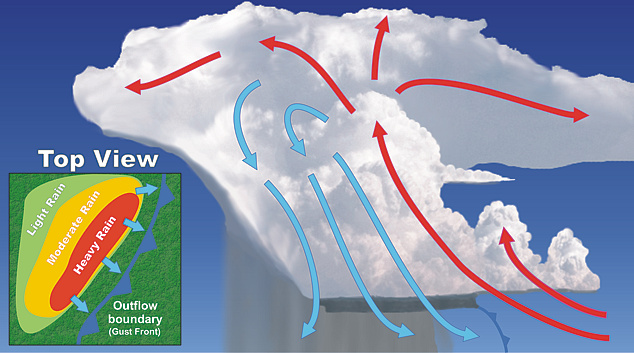 Top View
Light Rain
Moderate Rain
Heavy Rain
Outflow
boundary
(Gust Front)